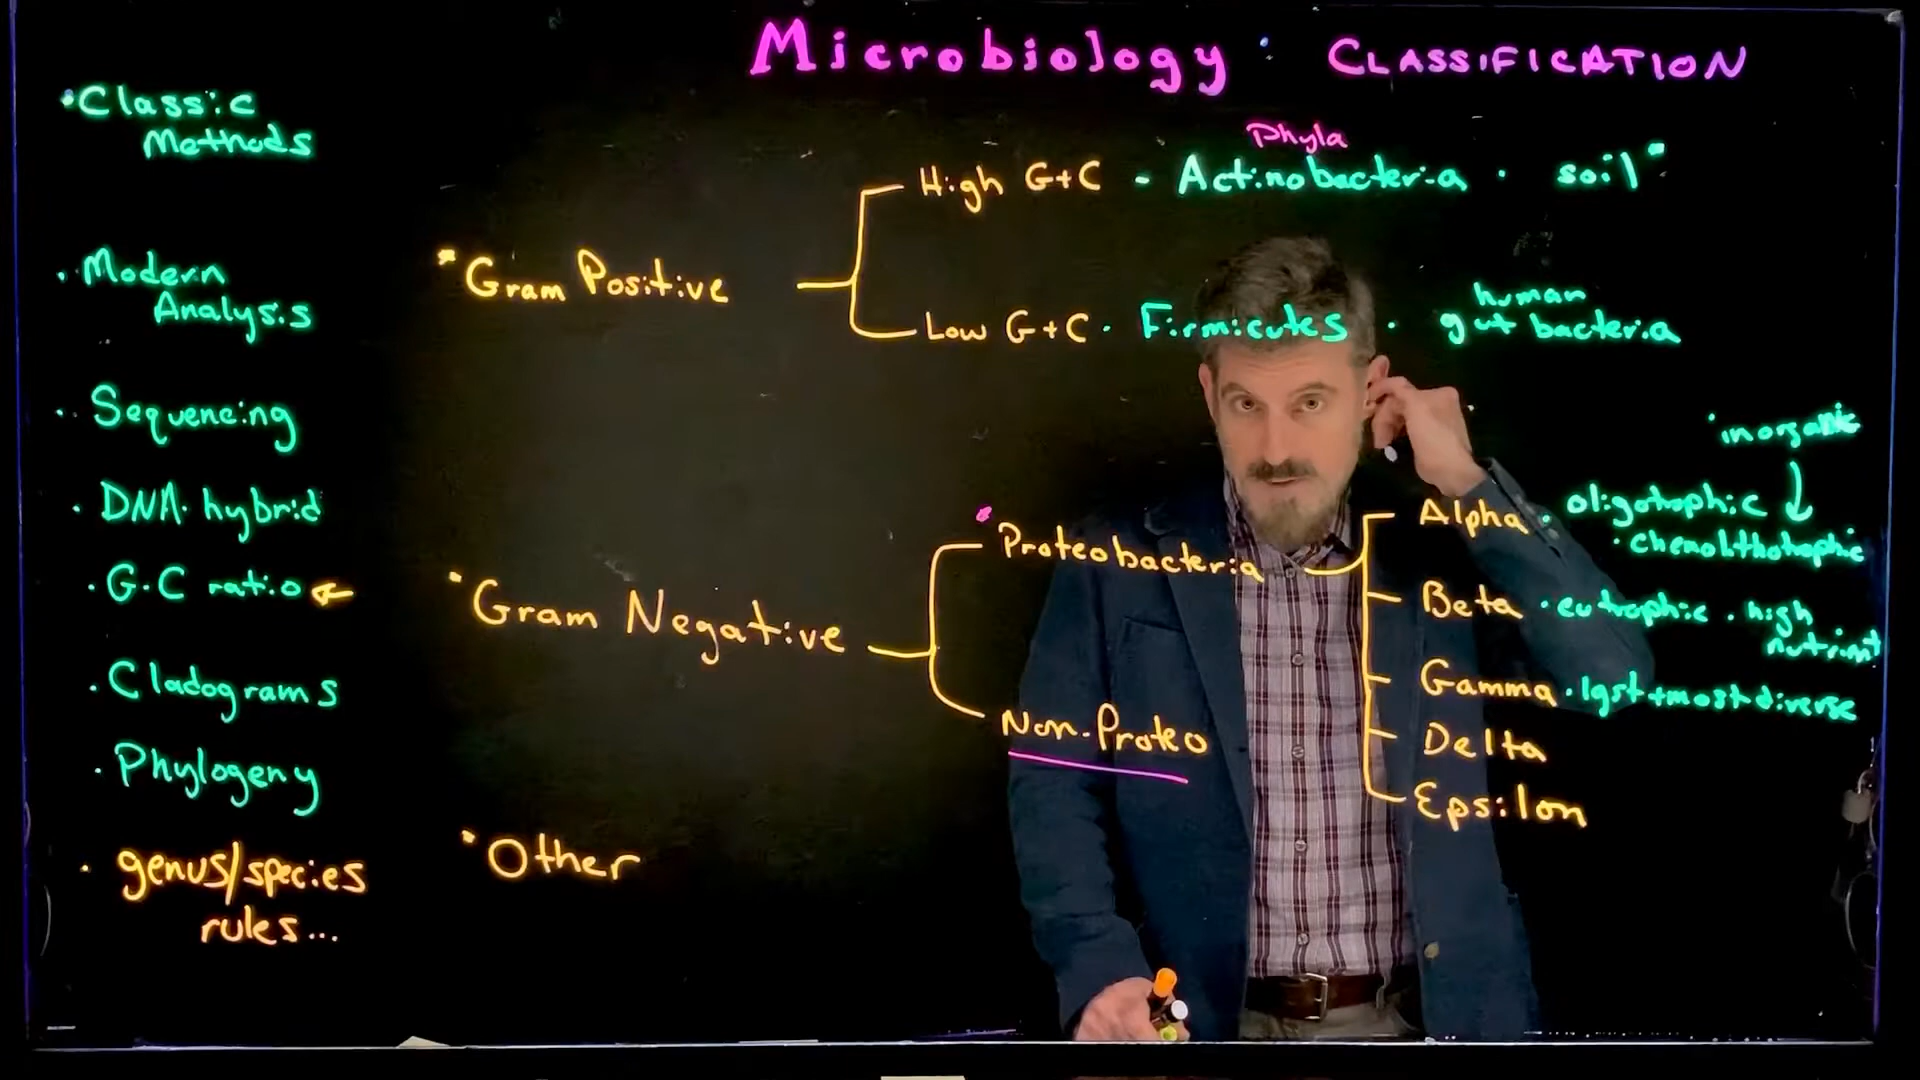 Microbiology : CLASSIFICATION
• Classic
Methods
• Modern
Analysis
• Sequencing
• DNA-hybrid
• G-C ratio ←
• Cladograms
• Phylogeny
• genus/species
rules...
• Gram Positive
High G+C - Actinobacteria • soil
Phyla
Low G+C • Firmicutes •
human
gut bacteria
• Gram Negative
Proteobacteria
Alpha • oligotrophic
• inorganic
↓
• chemolithotrophic
Beta • eutrophic • high
nutrient
Gamma • lgst + most diverse
Delta
Epsilon
Non-Proteo
• Other